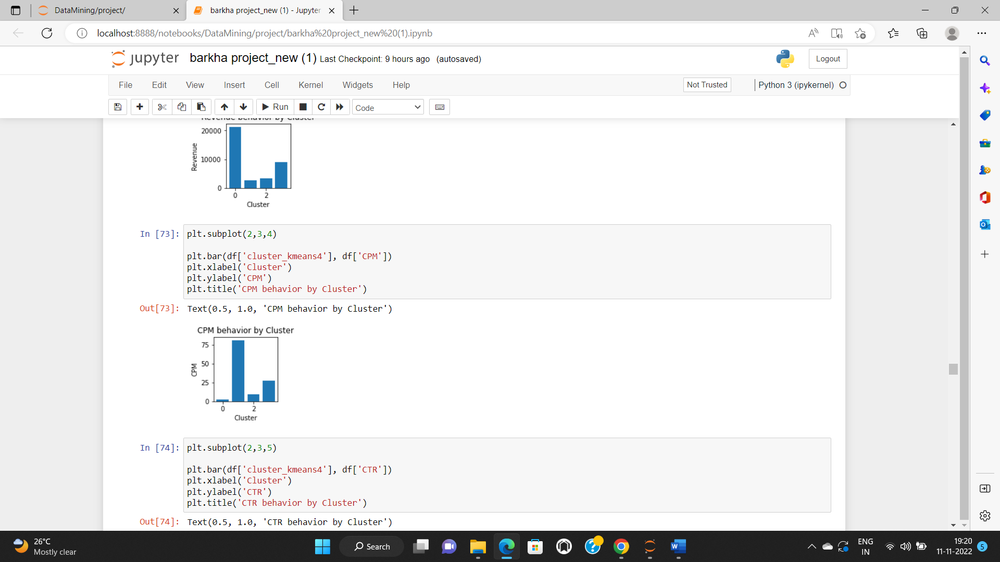 DataMining/project/
barkha project_new (1) - Jupyter
localhost:8888/notebooks/DataMining/project/barkha%20project_new%20(1).ipynb
jupyter barkha project_new (1) Last Checkpoint: 9 hours ago (autosaved)
Logout
File Edit View Insert Cell Kernel Widgets Help
Not Trusted
Python 3 (ipykernel)
Run
Code
Revenue behavior by Cluster
20000
10000
0
Revenue
0 2
Cluster
In [73]:
plt.subplot(2,3,4)
plt.bar(df['cluster_kmeans4'], df['CPM'])
plt.xlabel('Cluster')
plt.ylabel('CPM')
plt.title('CPM behavior by Cluster')
Out[73]: Text(0.5, 1.0, 'CPM behavior by Cluster')
CPM behavior by Cluster
75
50
25
0
CPM
0 2
Cluster
In [74]:
plt.subplot(2,3,5)
plt.bar(df['cluster_kmeans4'], df['CTR'])
plt.xlabel('Cluster')
plt.ylabel('CTR')
plt.title('CTR behavior by Cluster')
Out[74]: Text(0.5, 1.0, 'CTR behavior by Cluster')
26°C
Mostly clear
Search
ENG
IN
19:20
11-11-2022
5